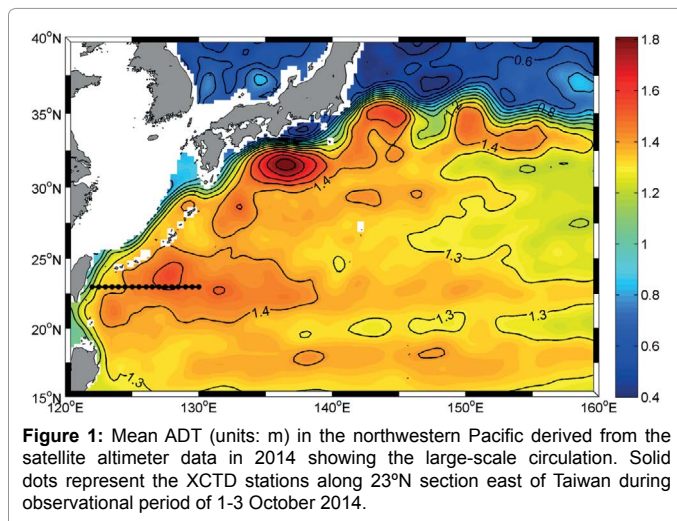 40°N
35°N
30°N
25°N
20°N
15°N
120°E
130°E
140°E
150°E
160°E
0.6
0.8
1.2
1.4
1.4
1.3
1.4
1.3
1.3
1.3
1.8
1.6
1.4
1.2
1
0.8
0.6
0.4
Figure 1: Mean ADT (units: m) in the northwestern Pacific derived from the
satellite altimeter data in 2014 showing the large-scale circulation. Solid
dots represent the XCTD stations along 23ºN section east of Taiwan during
observational period of 1-3 October 2014.